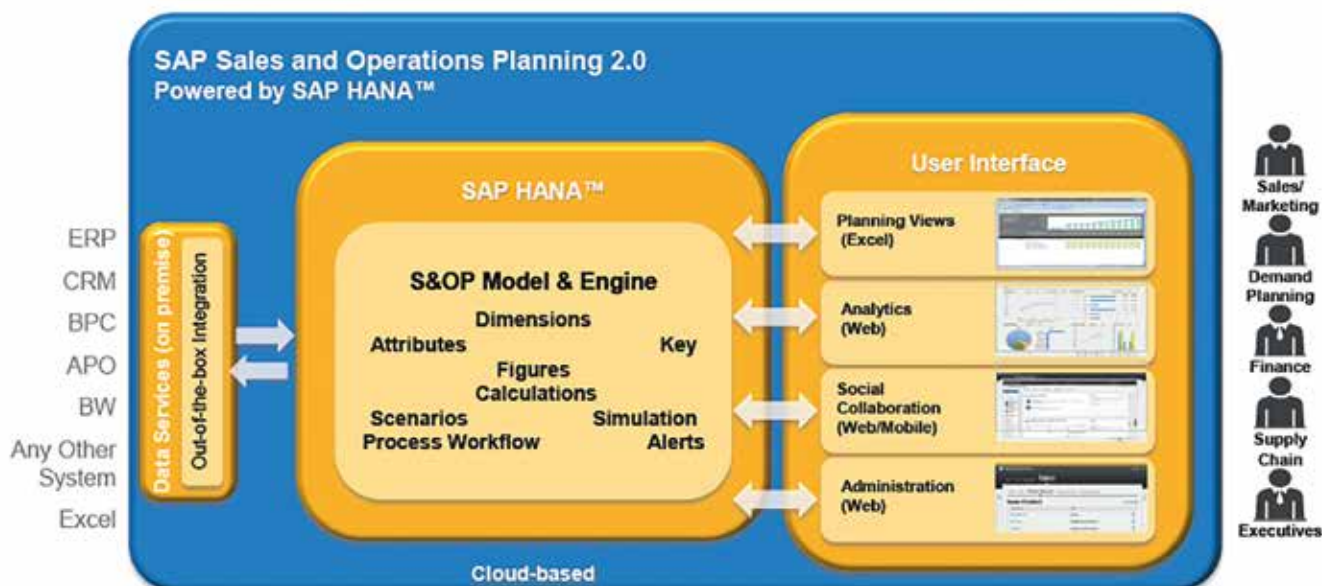 SAP Sales and Operations Planning 2.0
Powered by SAP HANA™
ERP
CRM
BPC
APO
BW
Any Other
System
Excel
Data Services (on premise)
Out-of-the-box Integration
SAP HANA™
S&OP Model & Engine
Dimensions
Attributes Key
Figures
Calculations
Scenarios Simulation
Process Workflow Alerts
User Interface
Planning Views
(Excel)
Analytics
(Web)
Social
Collaboration
(Web/Mobile)
Administration
(Web)
Sales/
Marketing
Demand
Planning
Finance
Supply
Chain
Executives
Cloud-based